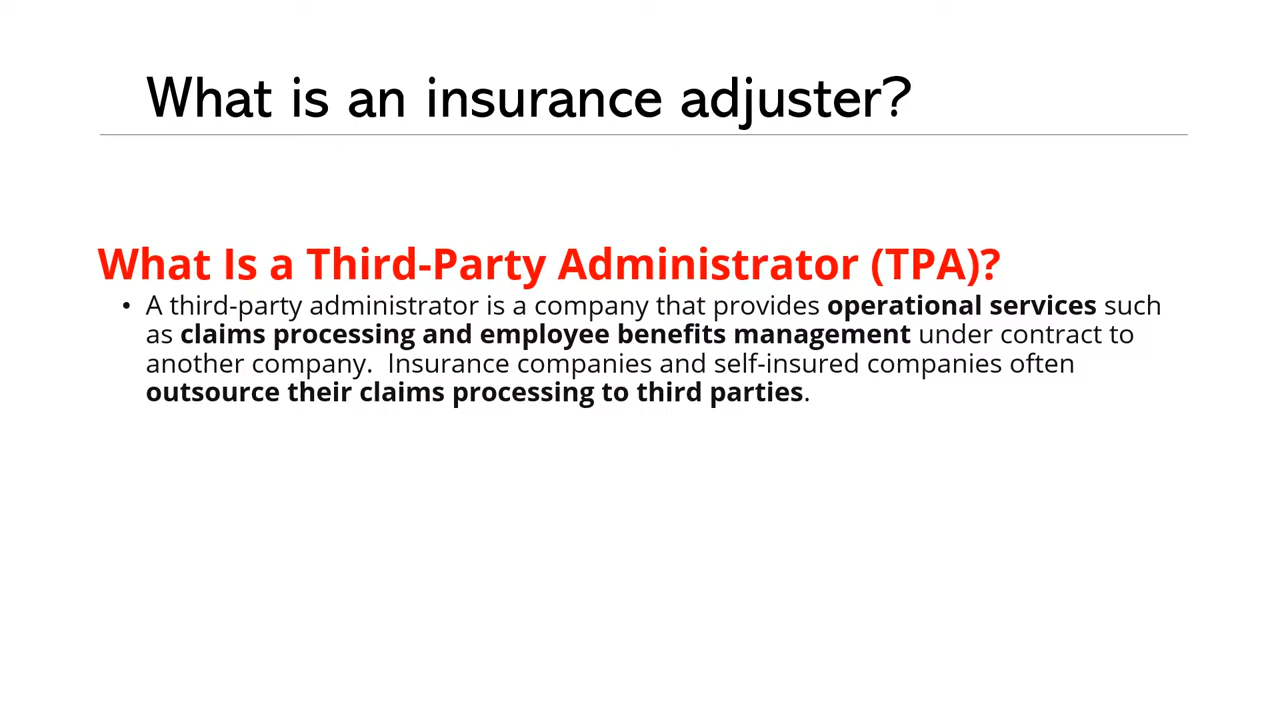 What is an insurance adjuster?
What Is a Third-Party Administrator (TPA)?
• A third-party administrator is a company that provides operational services such
as claims processing and employee benefits management under contract to
another company.  Insurance companies and self-insured companies often
outsource their claims processing to third parties.